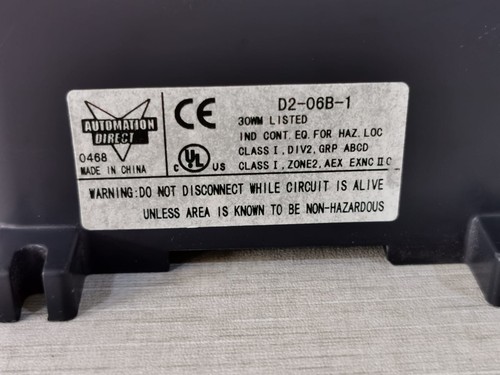 AUTOMATION
DIRECT
0468
MADE IN CHINA
CE
C UL US
D2-06B-1
30WM LISTED
IND CONT. EQ. FOR HAZ. LOC
CLASS I, DIV2, GRP ABCD
CLASS I, ZONE2, AEX EXNC II C
WARNING:DO NOT DISCONNECT WHILE CIRCUIT IS ALIVE
UNLESS AREA IS KNOWN TO BE NON-HAZARDOUS